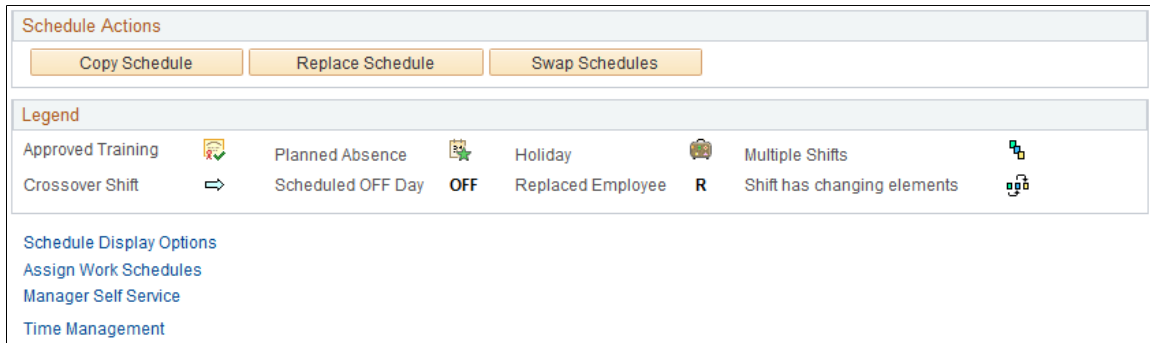 Schedule Actions
Copy Schedule Replace Schedule Swap Schedules
Legend
Approved Training Planned Absence Holiday Multiple Shifts
Crossover Shift Scheduled OFF Day OFF Replaced Employee R Shift has changing elements
Schedule Display Options
Assign Work Schedules
Manager Self Service
Time Management